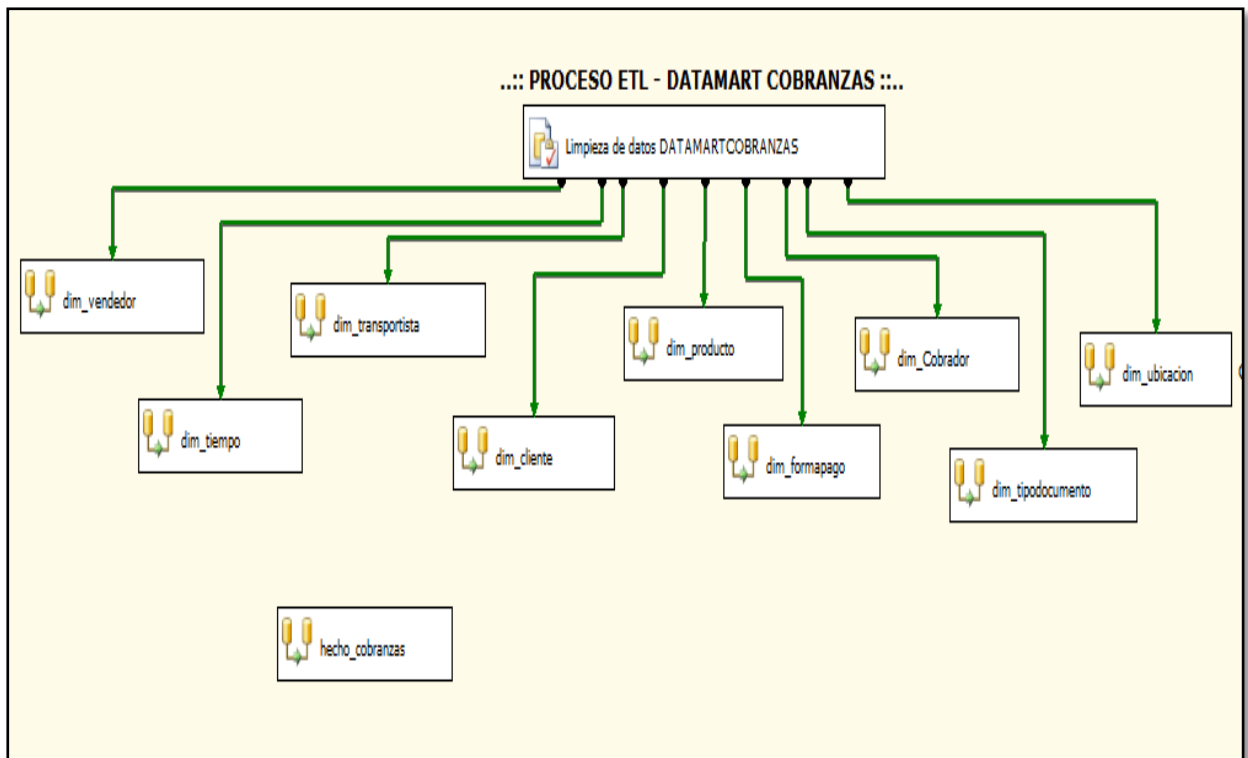 ..:: PROCESO ETL - DATAMART COBRANZAS ::..
Limpieza de datos DATAMARTCOBRANZAS
dim_vendedor
dim_transportista
dim_producto
dim_Cobrador
dim_ubicacion
dim_tiempo
dim_cliente
dim_formapago
dim_tipodocumento
hecho_cobranzas